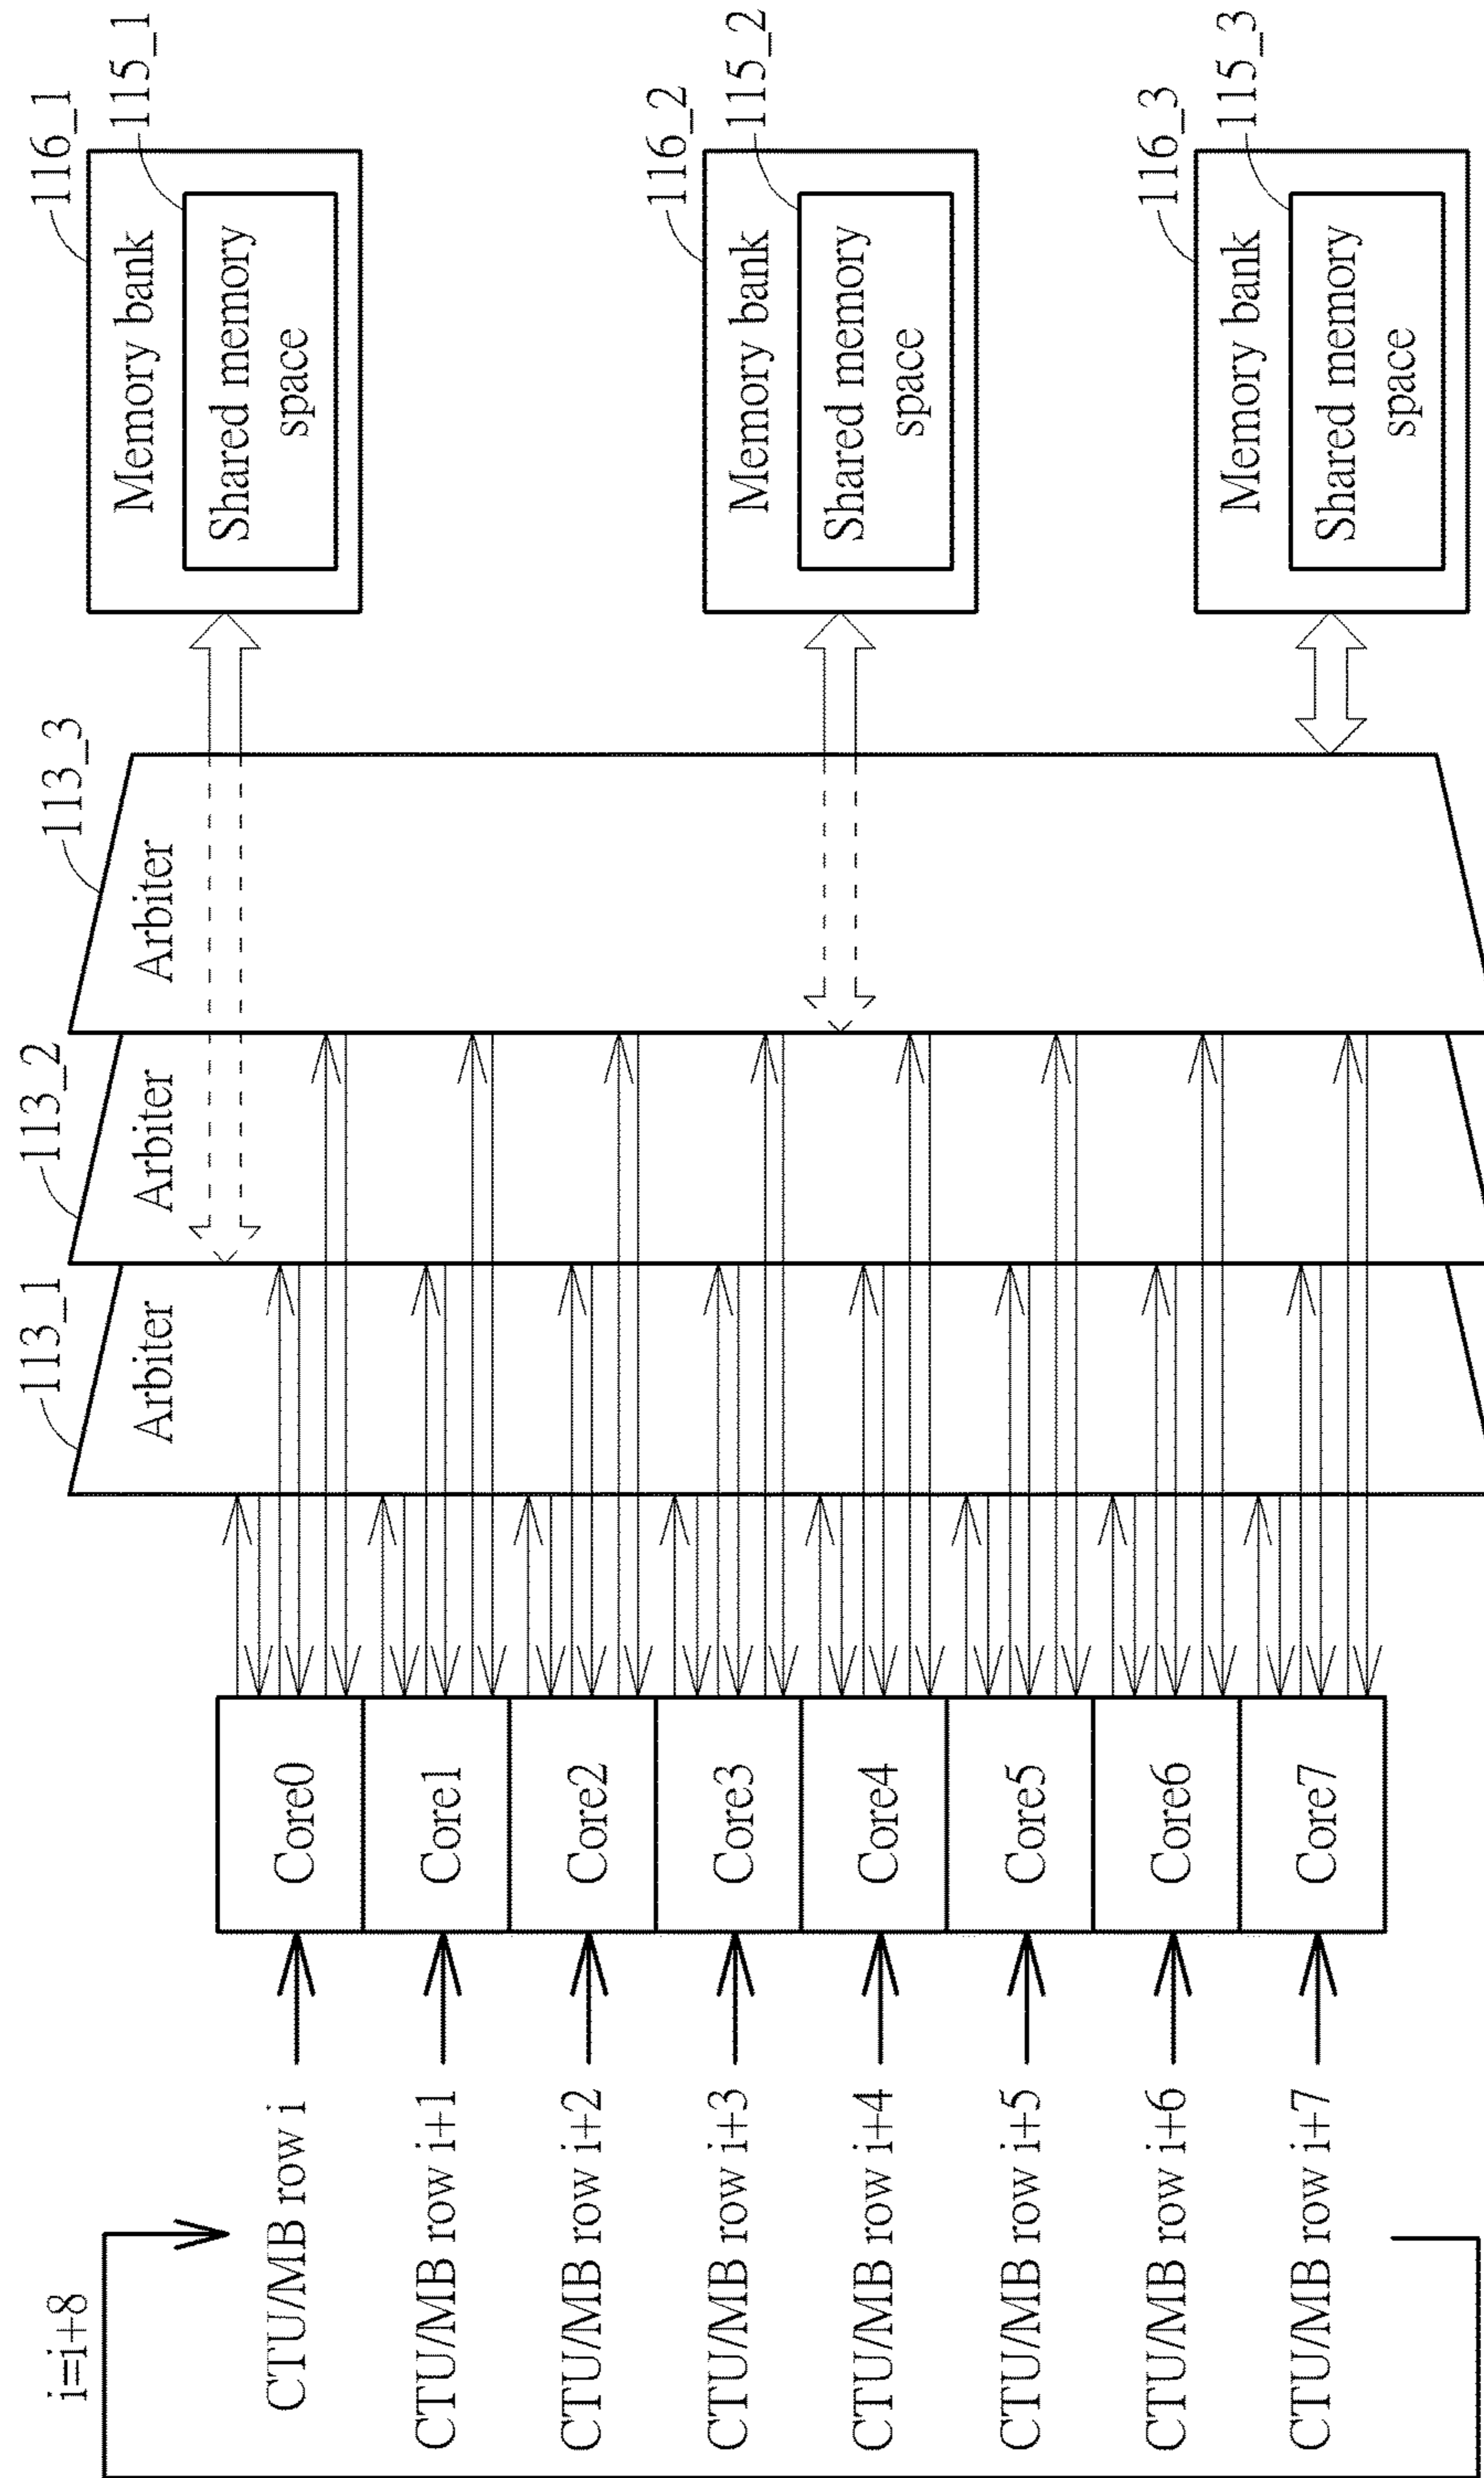 i=i+8
CTU/MB row i
CTU/MB row i+1
CTU/MB row i+2
CTU/MB row i+3
CTU/MB row i+4
CTU/MB row i+5
CTU/MB row i+6
CTU/MB row i+7
Core0
Core1
Core2
Core3
Core4
Core5
Core6
Core7
113_1
Arbiter
113_2
Arbiter
113_3
Arbiter
116_1
Memory bank
115_1
Shared memory
space
116_2
Memory bank
115_2
Shared memory
space
116_3
Memory bank
115_3
Shared memory
space